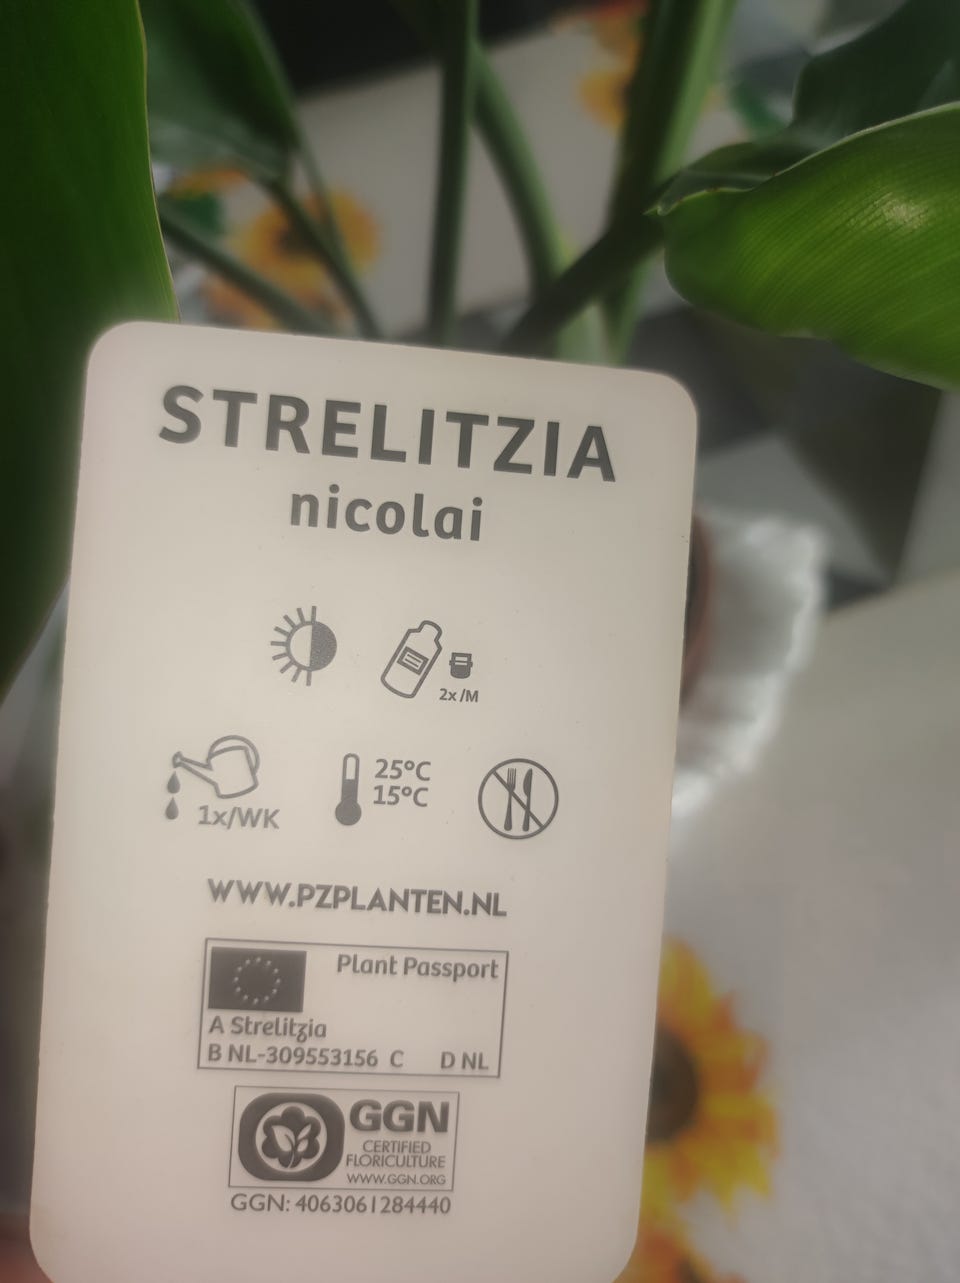 STRELITZIA
nicolai
2x/M
1x/WK
25°C
15°C
WWW.PZPLANTEN.NL
Plant Passport
A Strelitzia
B NL-309553156 C D NL
GGN
CERTIFIED
FLORICULTURE
WWW.GGN.ORG
GGN: 4063061284440